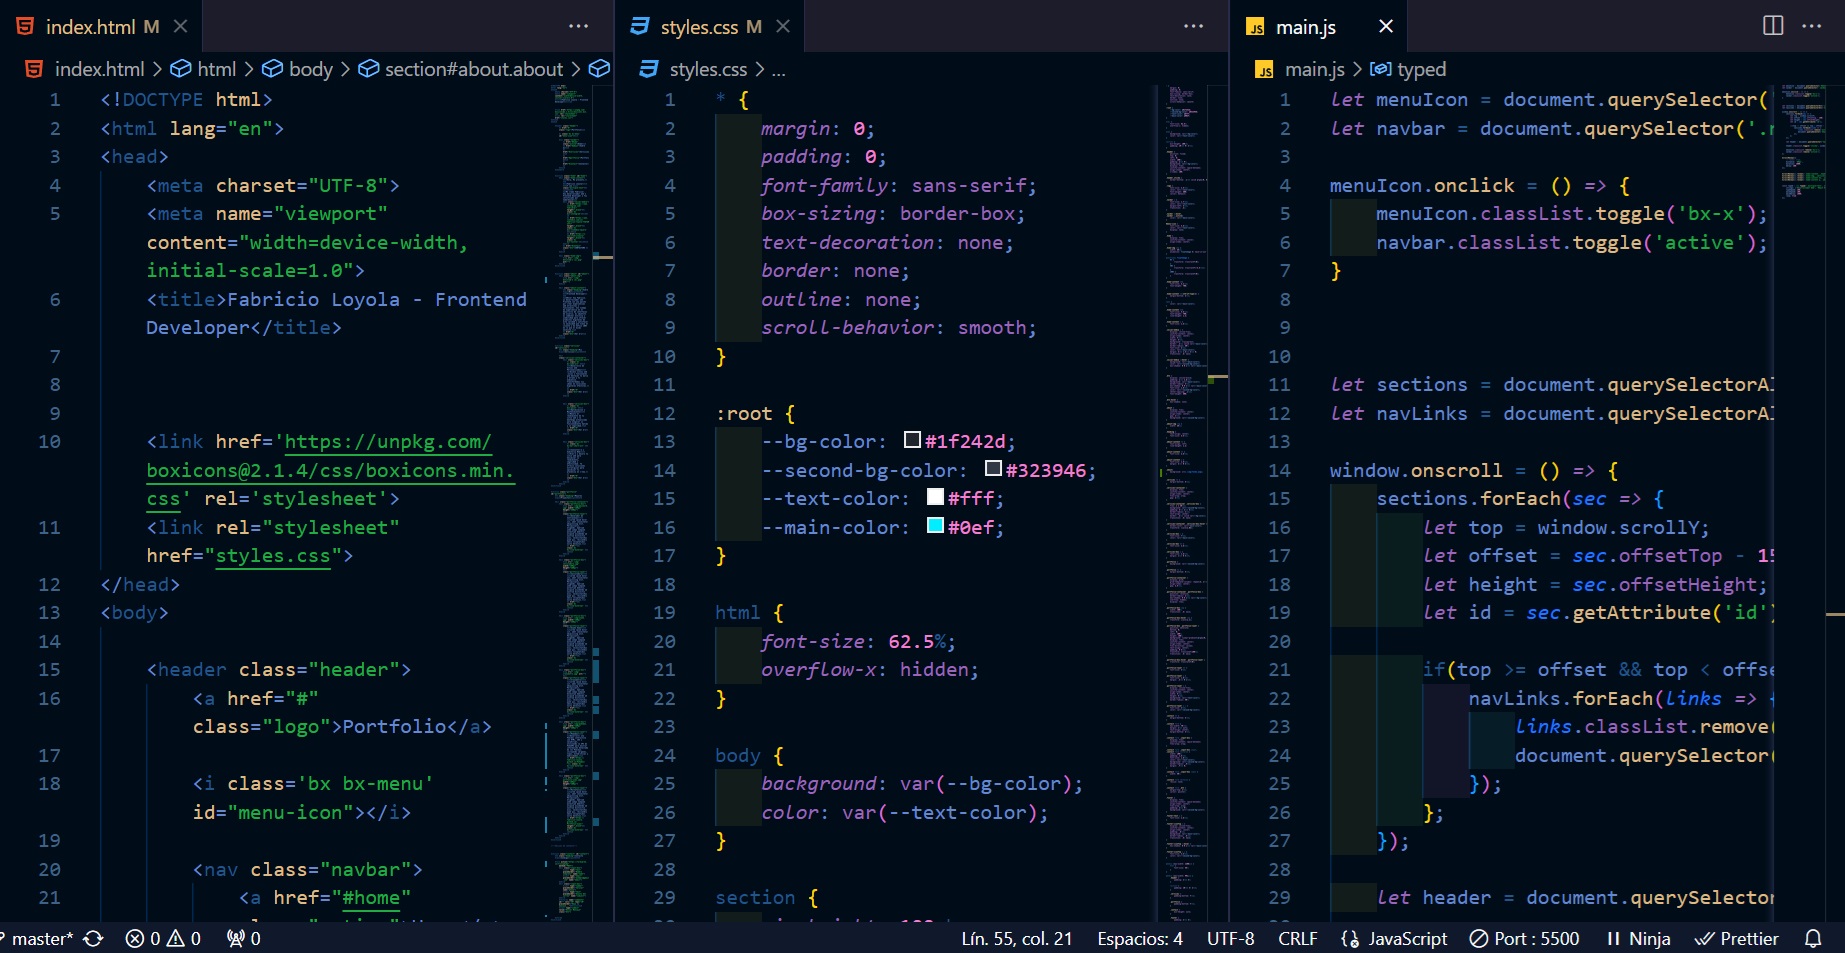 index.html M
index.html > html > body > section#about.about >
1 <!DOCTYPE html>
2 <html lang="en">
3 <head>
4 <meta charset="UTF-8">
5 <meta name="viewport"
content="width=device-width,
initial-scale=1.0">
6 <title>Fabricio Loyola - Frontend
Developer</title>
7
8
9
10 <link href='https://unpkg.com/
boxicons@2.1.4/css/boxicons.min.
css' rel='stylesheet'>
11 <link rel="stylesheet"
href="styles.css">
12 </head>
13 <body>
14
15 <header class="header">
16 <a href="#"
class="logo">Portfolio</a>
17
18 <i class='bx bx-menu'
id="menu-icon"></i>
19
20 <nav class="navbar">
21 <a href="#home"
styles.css M
styles.css > ...
1 * {
2 margin: 0;
3 padding: 0;
4 font-family: sans-serif;
5 box-sizing: border-box;
6 text-decoration: none;
7 border: none;
8 outline: none;
9 scroll-behavior: smooth;
10 }
11
12 :root {
13 --bg-color: #1f242d;
14 --second-bg-color: #323946;
15 --text-color: #fff;
16 --main-color: #0ef;
17 }
18
19 html {
20 font-size: 62.5%;
21 overflow-x: hidden;
22 }
23
24 body {
25 background: var(--bg-color);
26 color: var(--text-color);
27 }
28
29 section {
JS main.js
JS main.js > typed
1 let menuIcon = document.querySelector('
2 let navbar = document.querySelector('.n
3
4 menuIcon.onclick = () => {
5 menuIcon.classList.toggle('bx-x');
6 navbar.classList.toggle('active');
7 }
8
9
10
11 let sections = document.querySelectorAl
12 let navLinks = document.querySelectorAl
13
14 window.onscroll = () => {
15 sections.forEach(sec => {
16 let top = window.scrollY;
17 let offset = sec.offsetTop - 15
18 let height = sec.offsetHeight;
19 let id = sec.getAttribute('id')
20
21 if(top >= offset && top < offse
22 navLinks.forEach(links => {
23 links.classList.remove(
24 document.querySelector(
25 });
26 };
27 });
28
29 let header = document.querySelector
master* 0 0 0 Lín. 55, col. 21 Espacios: 4 UTF-8 CRLF JavaScript Port : 5500 Ninja Prettier